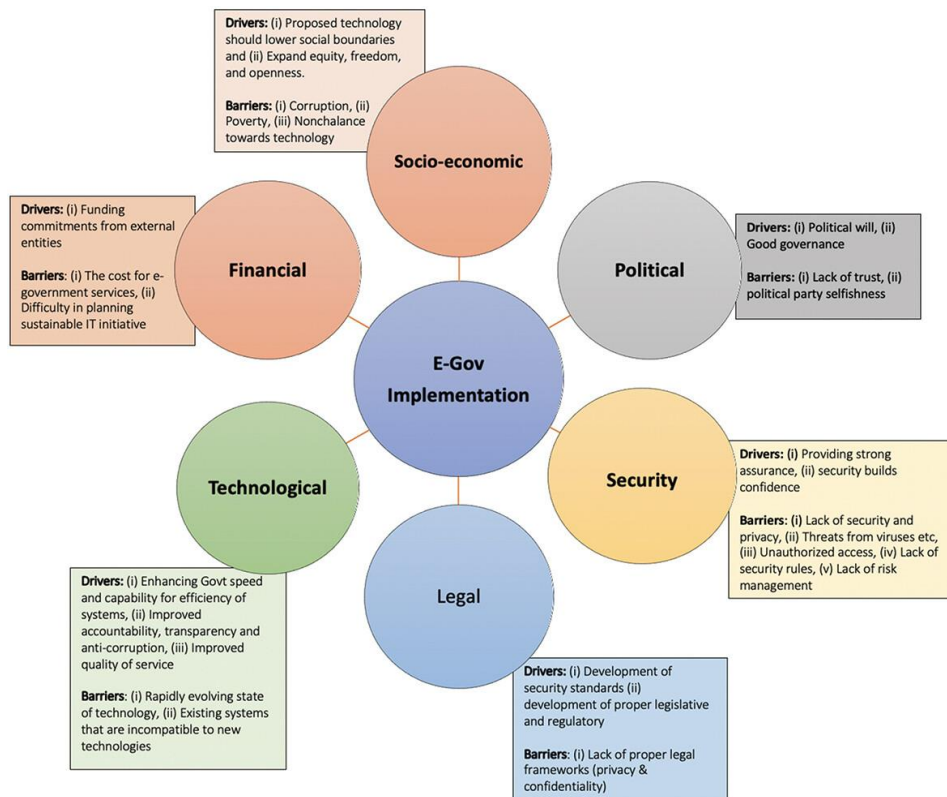 Drivers: (i) Proposed technology
should lower social boundaries
and (ii) Expand equity, freedom,
and openness.
Barriers: (i) Corruption, (ii)
Poverty, (iii) Nonchalance
towards technology
Socio-economic
Drivers: (i) Funding
commitments from external
entities
Barriers: (i) The cost for e-
government services, (ii)
Difficulty in planning
sustainable IT initiative
Financial
Political
Drivers: (i) Political will, (ii)
Good governance
Barriers: (i) Lack of trust, (ii)
political party selfishness
E-Gov
Implementation
Technological
Security
Drivers: (i) Providing strong
assurance, (ii) security builds
confidence
Barriers: (i) Lack of security and
privacy, (ii) Threats from viruses etc,
(iii) Unauthorized access, (iv) Lack of
security rules, (v) Lack of risk
management
Legal
Drivers: (i) Enhancing Govt speed
and capability for efficiency of
systems, (ii) Improved
accountability, transparency and
anti-corruption, (iii) Improved
quality of service
Barriers: (i) Rapidly evolving state
of technology, (ii) Existing systems
that are incompatible to new
technologies
Drivers: (i) Development of
security standards (ii)
development of proper legislative
and regulatory
Barriers: (i) Lack of proper legal
frameworks (privacy &
confidentiality)